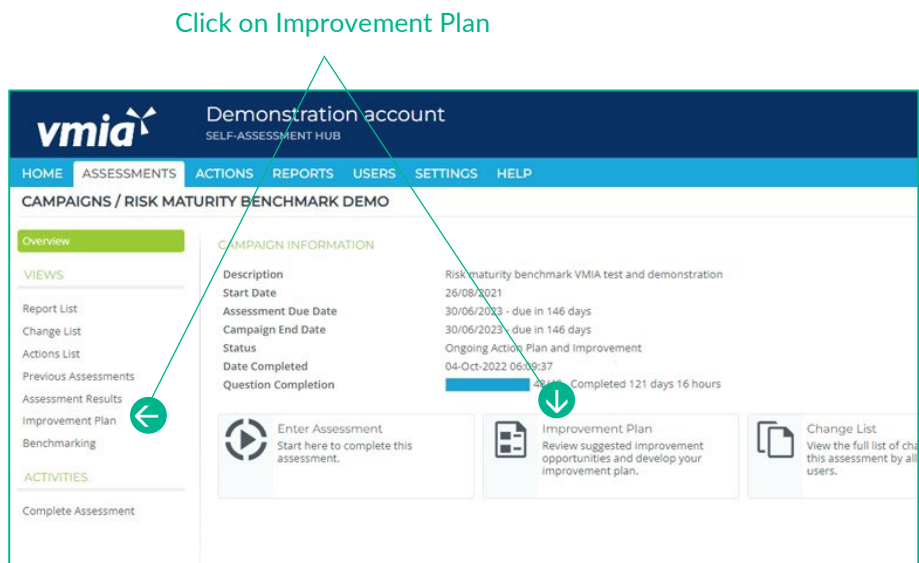 Click on Improvement Plan
vmia
Demonstration account
SELF-ASSESSMENT HUB
HOME ASSESSMENTS ACTIONS REPORTS USERS SETTINGS HELP
CAMPAIGNS / RISK MATURITY BENCHMARK DEMO
Overview
VIEWS
Report List
Change List
Actions List
Previous Assessments
Assessment Results
Improvement Plan
Benchmarking
ACTIVITIES
Complete Assessment
CAMPAIGN INFORMATION
Description Risk maturity benchmark VMIA test and demonstration
Start Date 26/08/2021
Assessment Due Date 30/06/2023 - due in 146 days
Campaign End Date 30/06/2023 - due in 146 days
Status Ongoing Action Plan and Improvement
Date Completed 04-Oct-2022 06:09:37
Question Completion Completed 121 days 16 hours
Enter Assessment
Start here to complete this
assessment.
Improvement Plan
Review suggested improvement
opportunities and develop your
improvement plan.
Change List
View the full list of cha
this assessment by all
users.